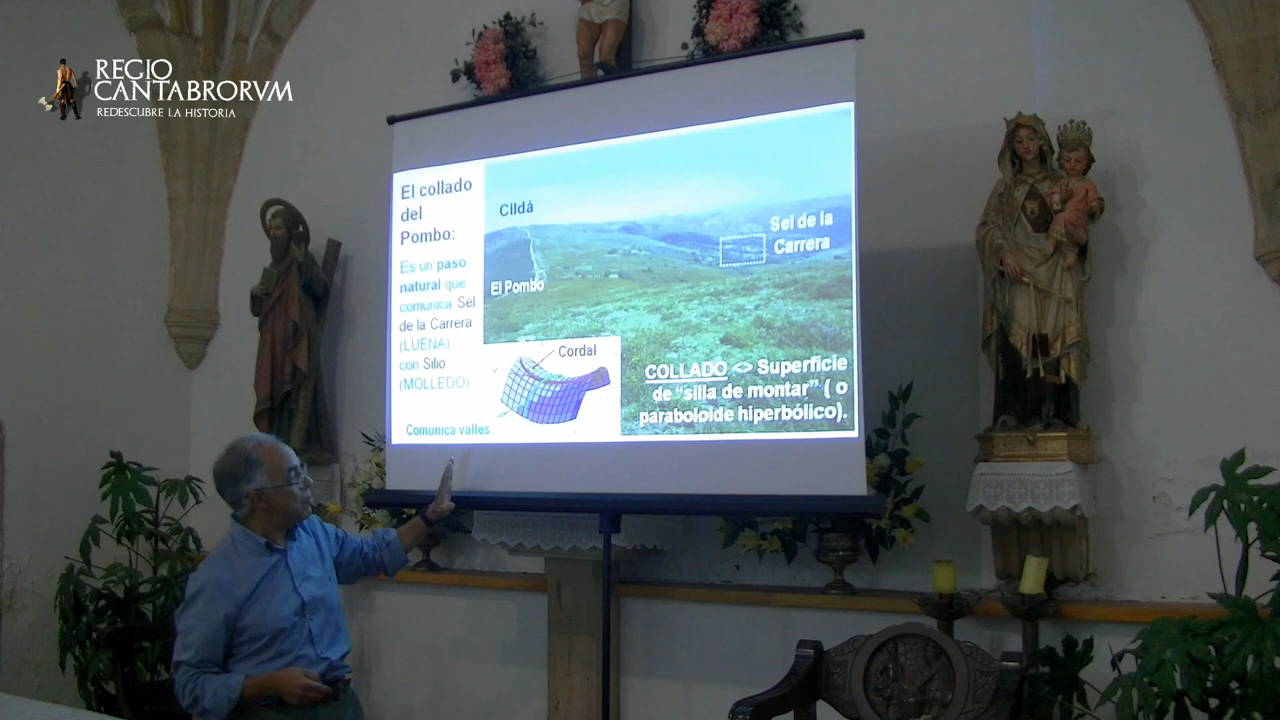 REGIO
CANTABRORVM
REDESCUBRE LA HISTORIA
El collado
del
Pombo:
Es un paso
natural que
comunica Sel
de la Carrera
(LUENA)
con Silió
(MOLLEDO)
Comunica valles
Cildá
Sel de la
Carrera
El Pombo
Cordal
COLLADO <> Superficie
de "silla de montar" ( o
paraboloide hiperbólico).